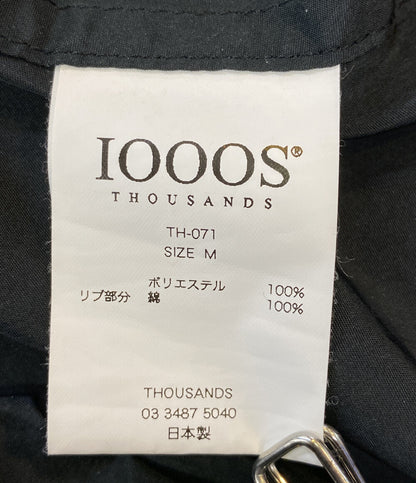 1000S®
THOUSANDS
TH-071
SIZE M
ポリエステル 100%
リブ部分 綿 100%
THOUSANDS
03 3487 5040
日本製